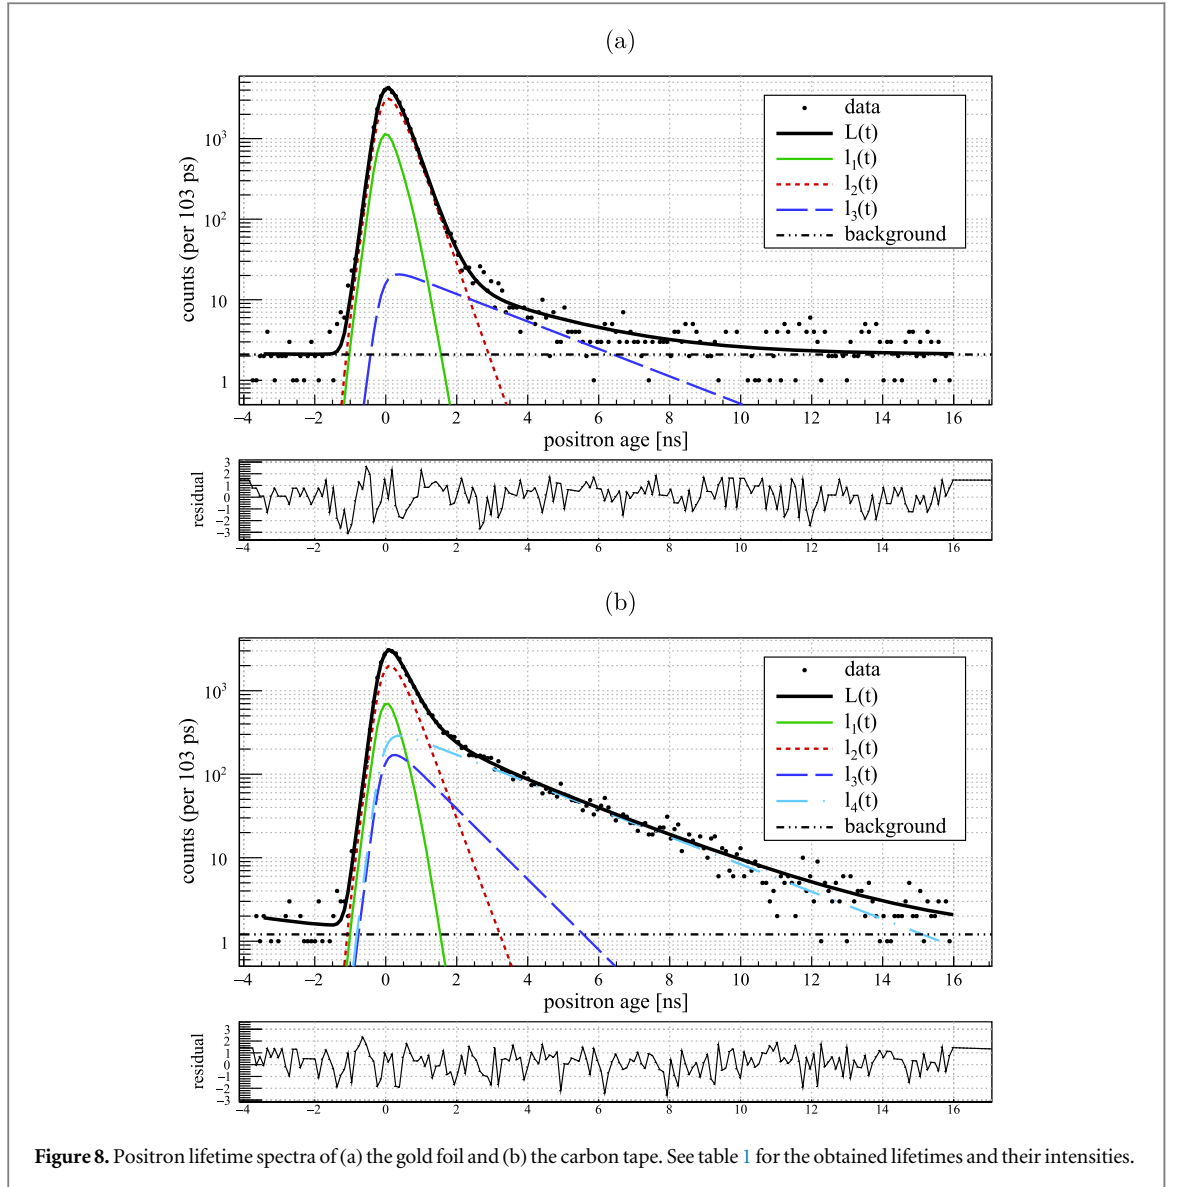 (a)
counts (per 103 ps)
10³
10²
10
1
data
L(t)
l₁(t)
l₂(t)
l₃(t)
background
−4 −2 0 2 4 6 8 10 12 14 16
positron age [ns]
residual
3
2
1
0
−1
−2
−3
−4 −2 0 2 4 6 8 10 12 14 16
(b)
counts (per 103 ps)
10³
10²
10
1
data
L(t)
l₁(t)
l₂(t)
l₃(t)
l₄(t)
background
−4 −2 0 2 4 6 8 10 12 14 16
positron age [ns]
residual
3
2
1
0
−1
−2
−3
−4 −2 0 2 4 6 8 10 12 14 16
Figure 8. Positron lifetime spectra of (a) the gold foil and (b) the carbon tape. See table 1 for the obtained lifetimes and their intensities.